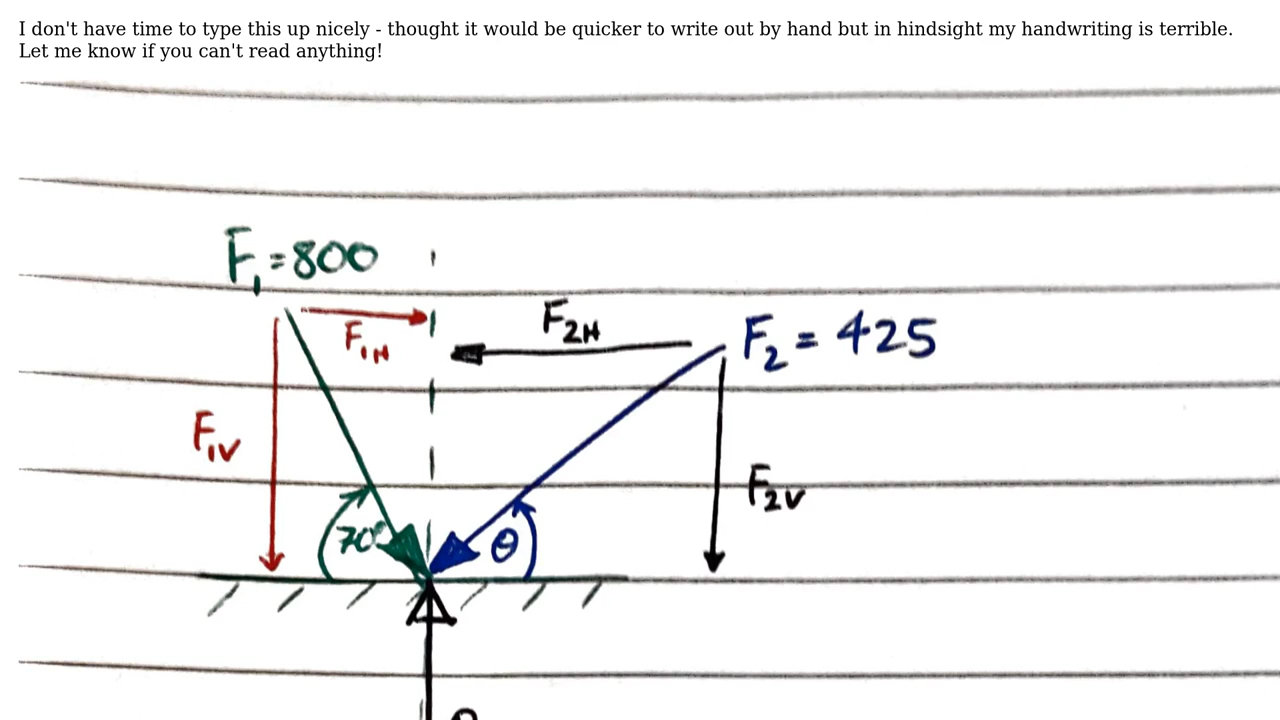 I don't have time to type this up nicely - thought it would be quicker to write out by hand but in hindsight my handwriting is terrible.
Let me know if you can't read anything!
F₁ = 800
F₁H
F₂H
F₂ = 425
F₁V
F₂V
70°
θ